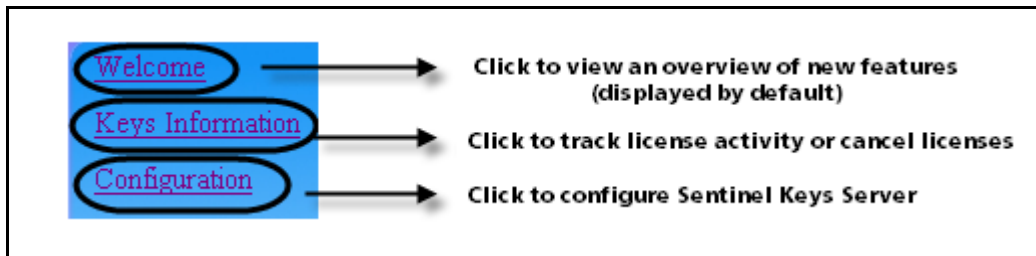 Welcome
Click to view an overview of new features
(displayed by default)
Keys Information
Click to track license activity or cancel licenses
Configuration
Click to configure Sentinel Keys Server